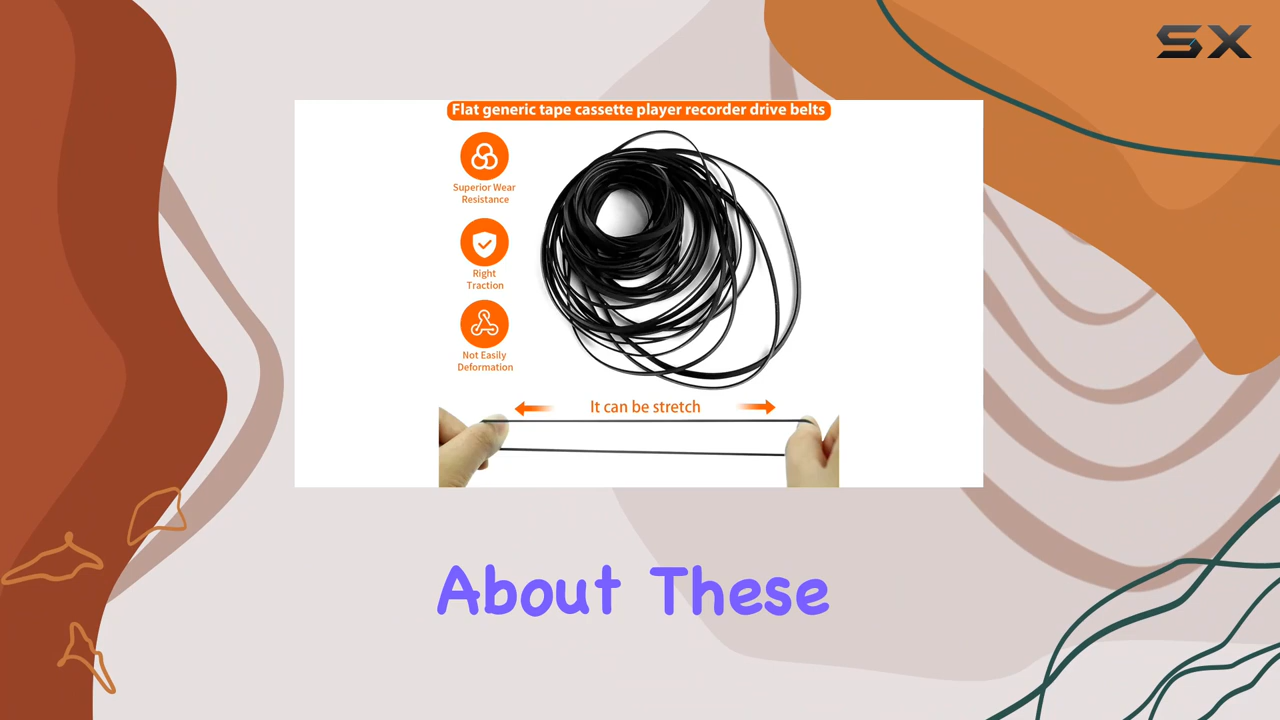 SX
Flat generic tape cassette player recorder drive belts
Superior Wear
Resistance
Right
Traction
Not Easily
Deformation
It can be stretch
About These